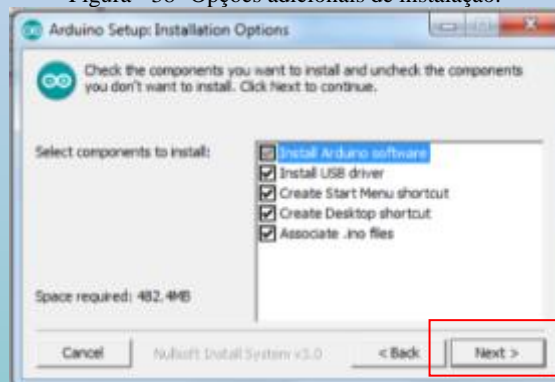 Figura - 30- Opções adicionais de instalação.
Arduino Setup: Installation Options
Check the components you want to install and uncheck the components
you don't want to install. Click Next to continue.
Select components to install:
Install Arduino software
Install USB driver
Create Start Menu shortcut
Create Desktop shortcut
Associate .ino files
Space required: 482.4MB
Cancel
Nullsoft Install System v3.0
< Back
Next >